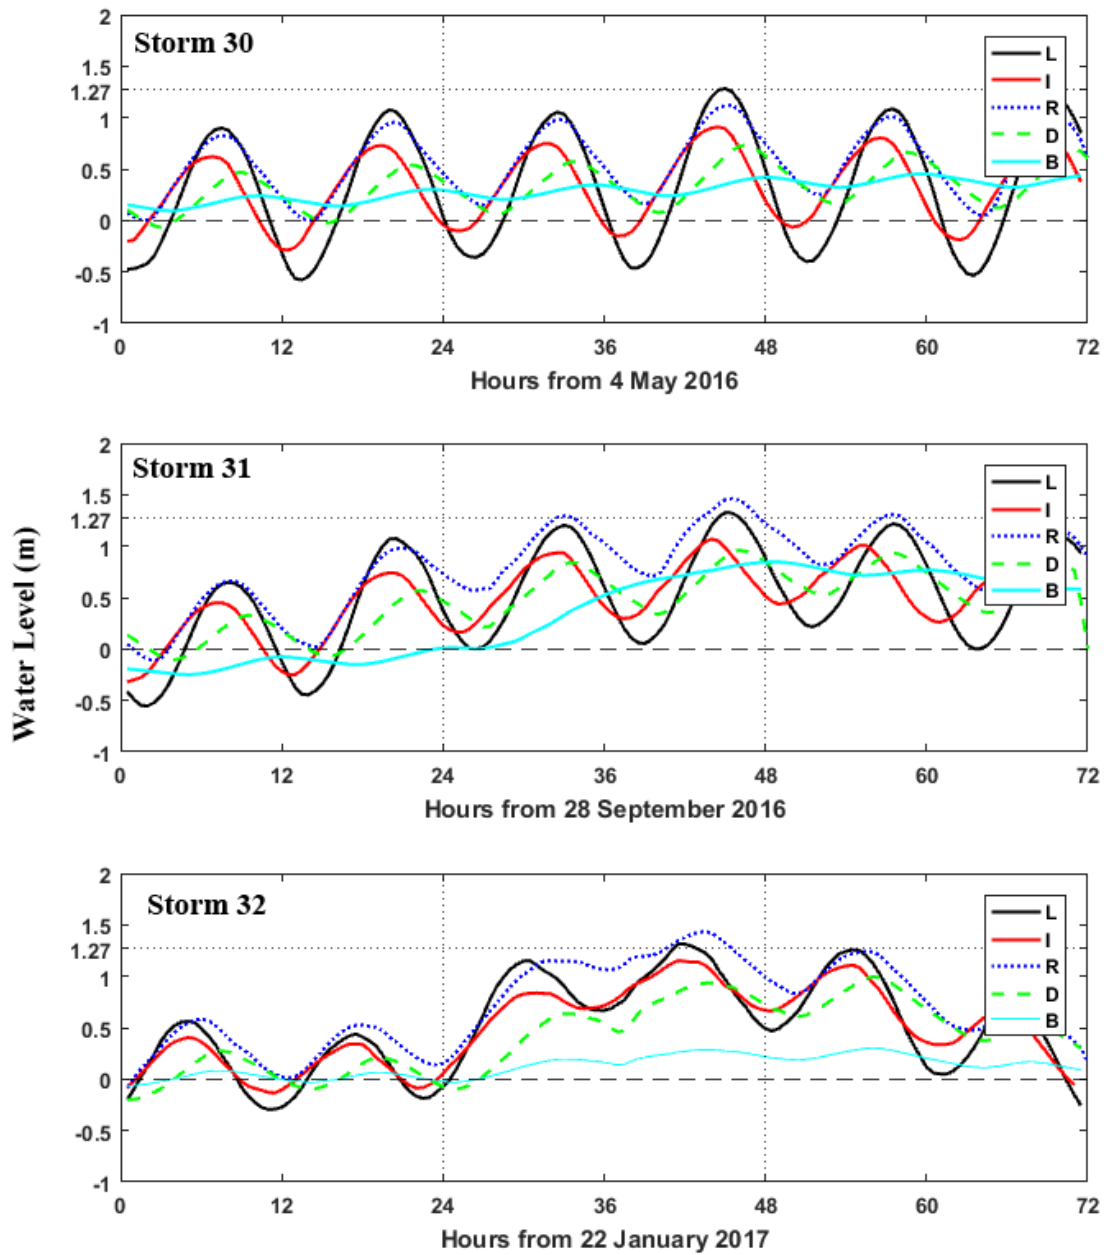 Storm 30
2
1.5
1.27
1
0.5
0
-0.5
-1
L
I
R
D
B
0 12 24 36 48 60 72
Hours from 4 May 2016
Water Level (m)
Storm 31
2
1.5
1.27
1
0.5
0
-0.5
-1
L
I
R
D
B
0 12 24 36 48 60 72
Hours from 28 September 2016
Storm 32
2
1.5
1.27
1
0.5
0
-0.5
-1
L
I
R
D
B
0 12 24 36 48 60 72
Hours from 22 January 2017